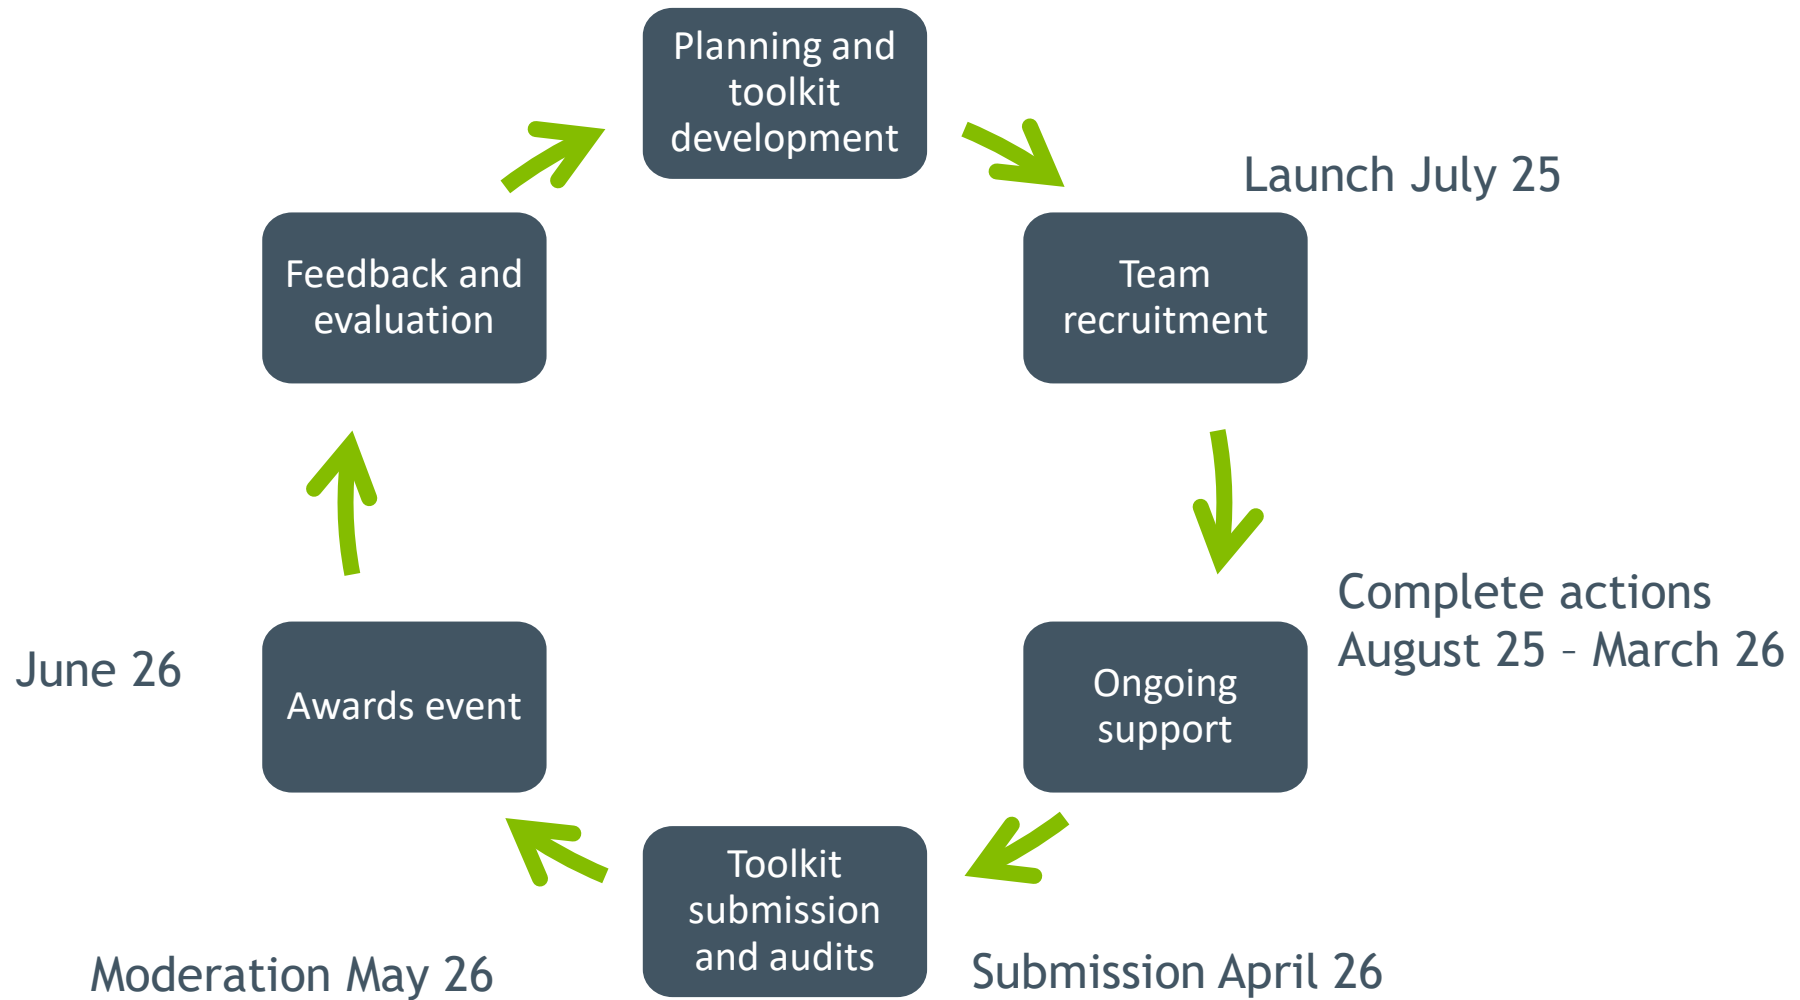 Planning and
toolkit
development
Launch July 25
Team
recruitment
Complete actions
August 25 – March 26
Ongoing
support
Submission April 26
Toolkit
submission
and audits
Moderation May 26
Awards event
June 26
Feedback and
evaluation